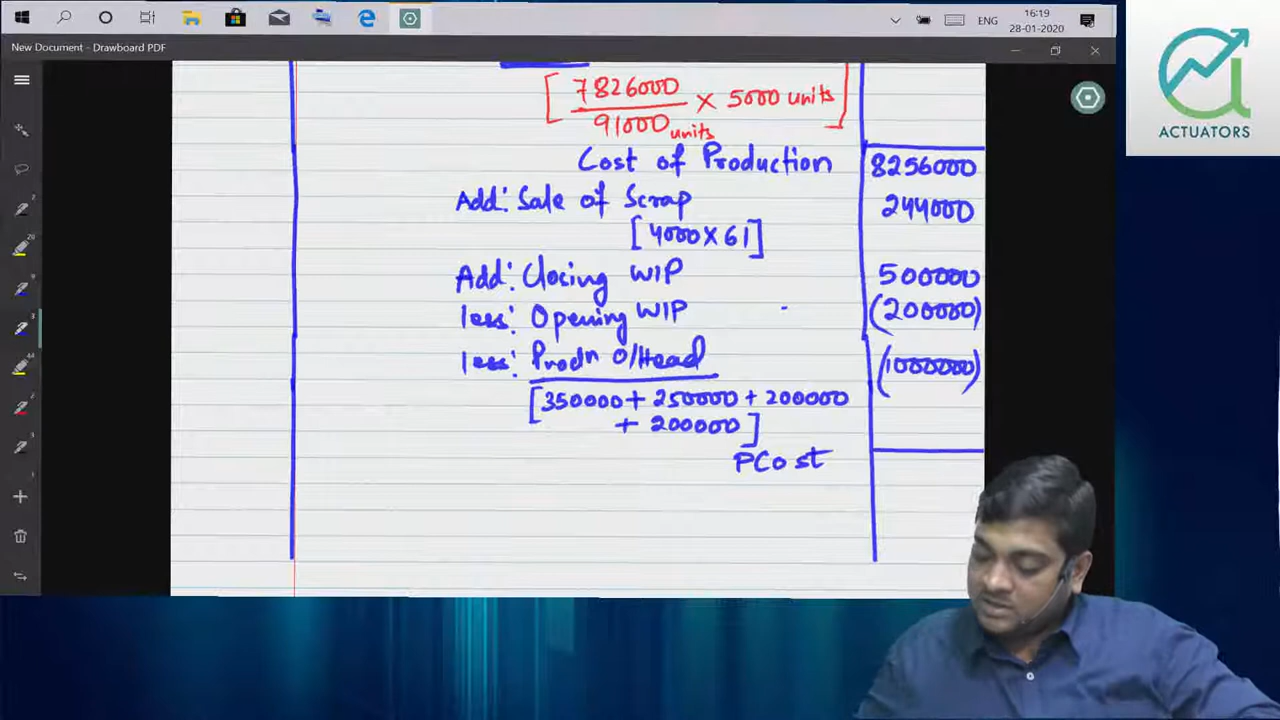 16:19
ENG
28-01-2020
New Document - Drawboard PDF
ACTUATORS
[ 7826000 / 91000 units × 5000 units ]
Cost of Production 8256000
Add: Sale of Scrap 244000
[4000×61]
Add: Closing WIP 500000
less: Opening WIP (200000)
less: Prodn O/Head (1000000)
[350000 + 250000 + 200000
+ 200000]
PCost